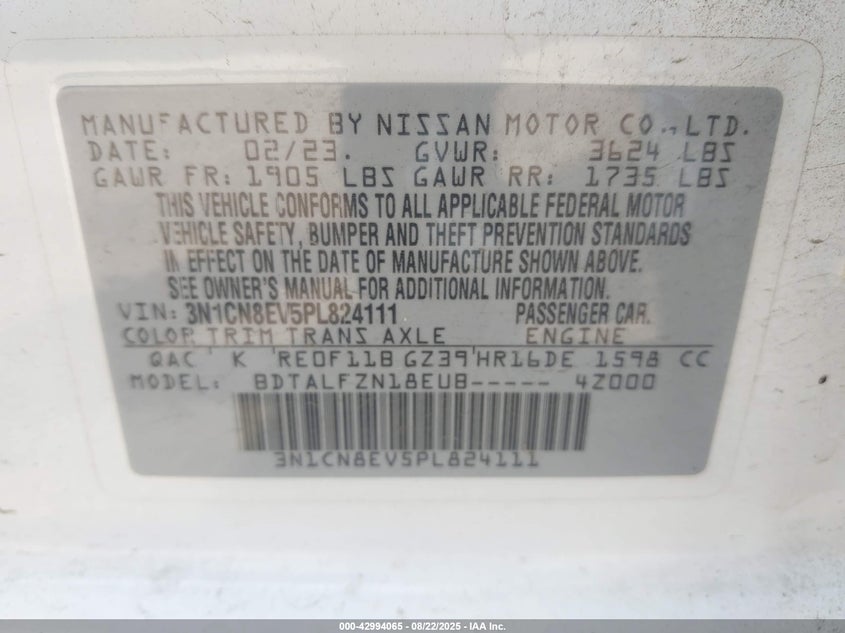 MANUFACTURED BY NISSAN MOTOR CO., LTD.
DATE: 02/23. GVWR: 3624 LBS
GAWR FR: 1905 LBS GAWR RR: 1735 LBS
THIS VEHICLE CONFORMS TO ALL APPLICABLE FEDERAL MOTOR
VEHICLE SAFETY, BUMPER AND THEFT PREVENTION STANDARDS
IN EFFECT ON THE DATE OF MANUFACTURE SHOWN ABOVE.
SEE OWNER'S MANUAL FOR ADDITIONAL INFORMATION.
VIN: 3N1CN8EV5PL824111 PASSENGER CAR.
COLOR TRIM TRANS AXLE ENGINE
QAC K RE0F11B GZ39 HR16DE 1598 CC
MODEL: BDTALFZN18EUB----- 4Z000
3N1CN8EV5PL824111
000-42994065 - 08/22/2025 - IAA Inc.